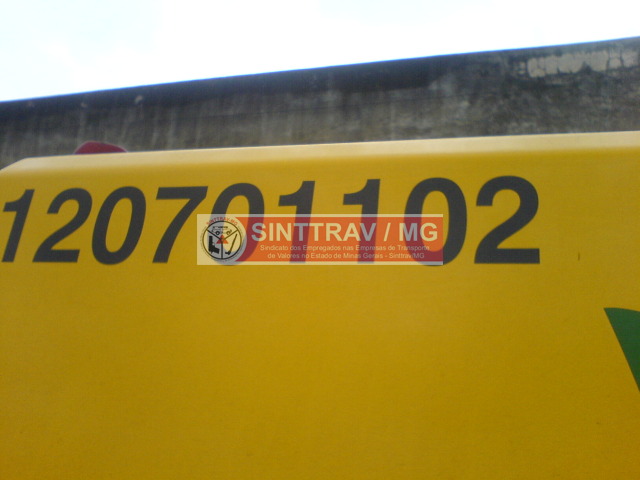 120701102
SINTTRAV / MG
Sindicato dos Empregados nas Empresas de Transporte
de Valores no Estado de Minas Gerais - Sinttrav/MG